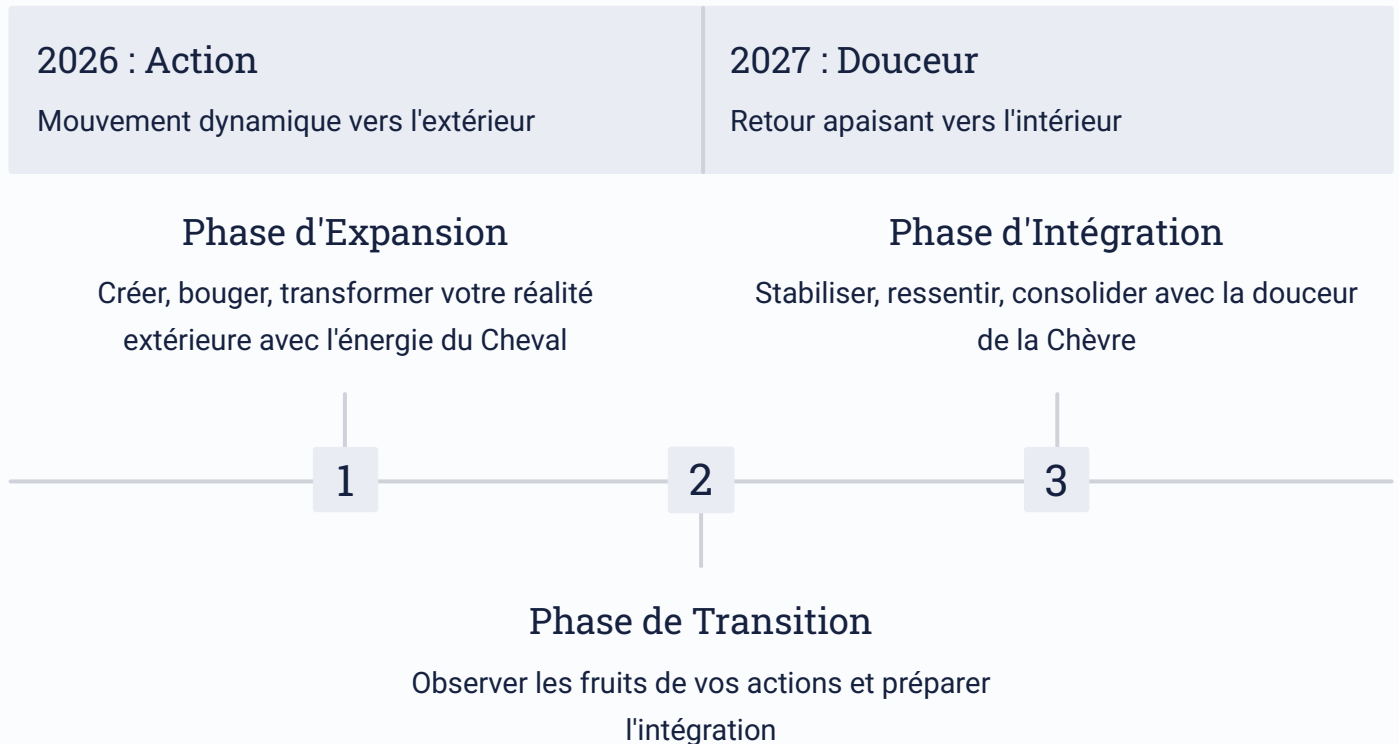 2026 : Action
Mouvement dynamique vers l'extérieur
2027 : Douceur
Retour apaisant vers l'intérieur
Phase d'Expansion
Créer, bouger, transformer votre réalité
extérieure avec l'énergie du Cheval
Phase d'Intégration
Stabiliser, ressentir, consolider avec la douceur
de la Chèvre
1
2
3
Phase de Transition
Observer les fruits de vos actions et préparer
l'intégration